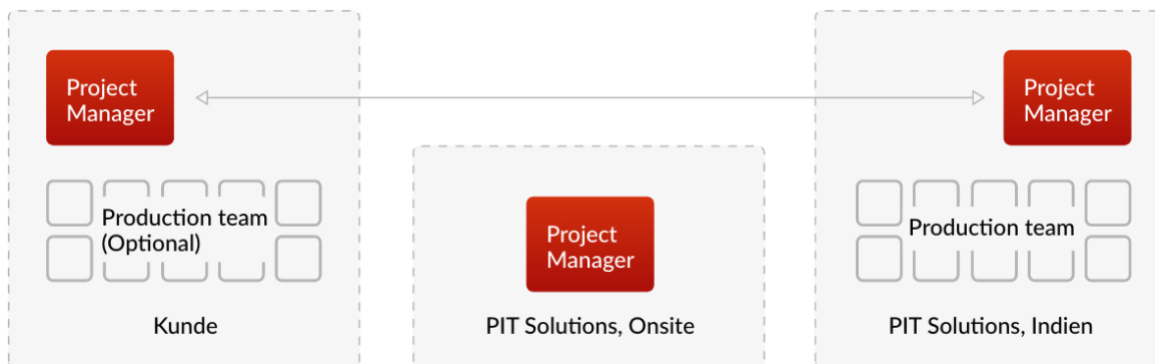 Project
Manager
Production team
(Optional)
Kunde
Project
Manager
PIT Solutions, Onsite
Project
Manager
Production team
PIT Solutions, Indien